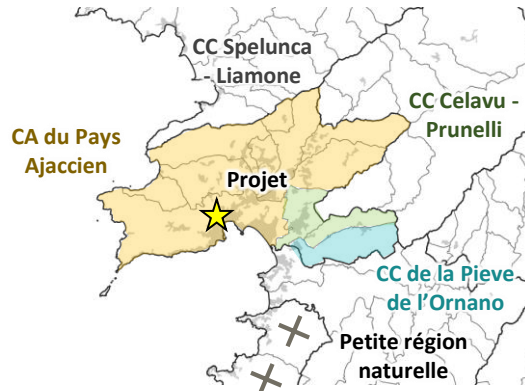 CC Spelunca
- Liamone
CC Celavu -
Prunelli
CA du Pays
Ajaccien
Projet
CC de la Pieve
de l'Ornano
Petite région
naturelle